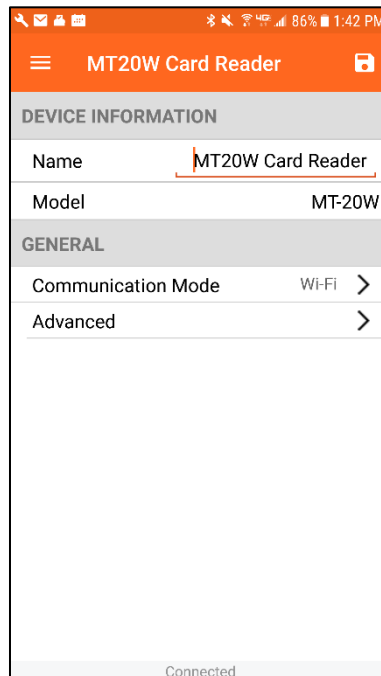 4G 86% 1:42 PM
MT20W Card Reader
DEVICE INFORMATION
Name MT20W Card Reader
Model MT-20W
GENERAL
Communication Mode Wi-Fi
Advanced
Connected